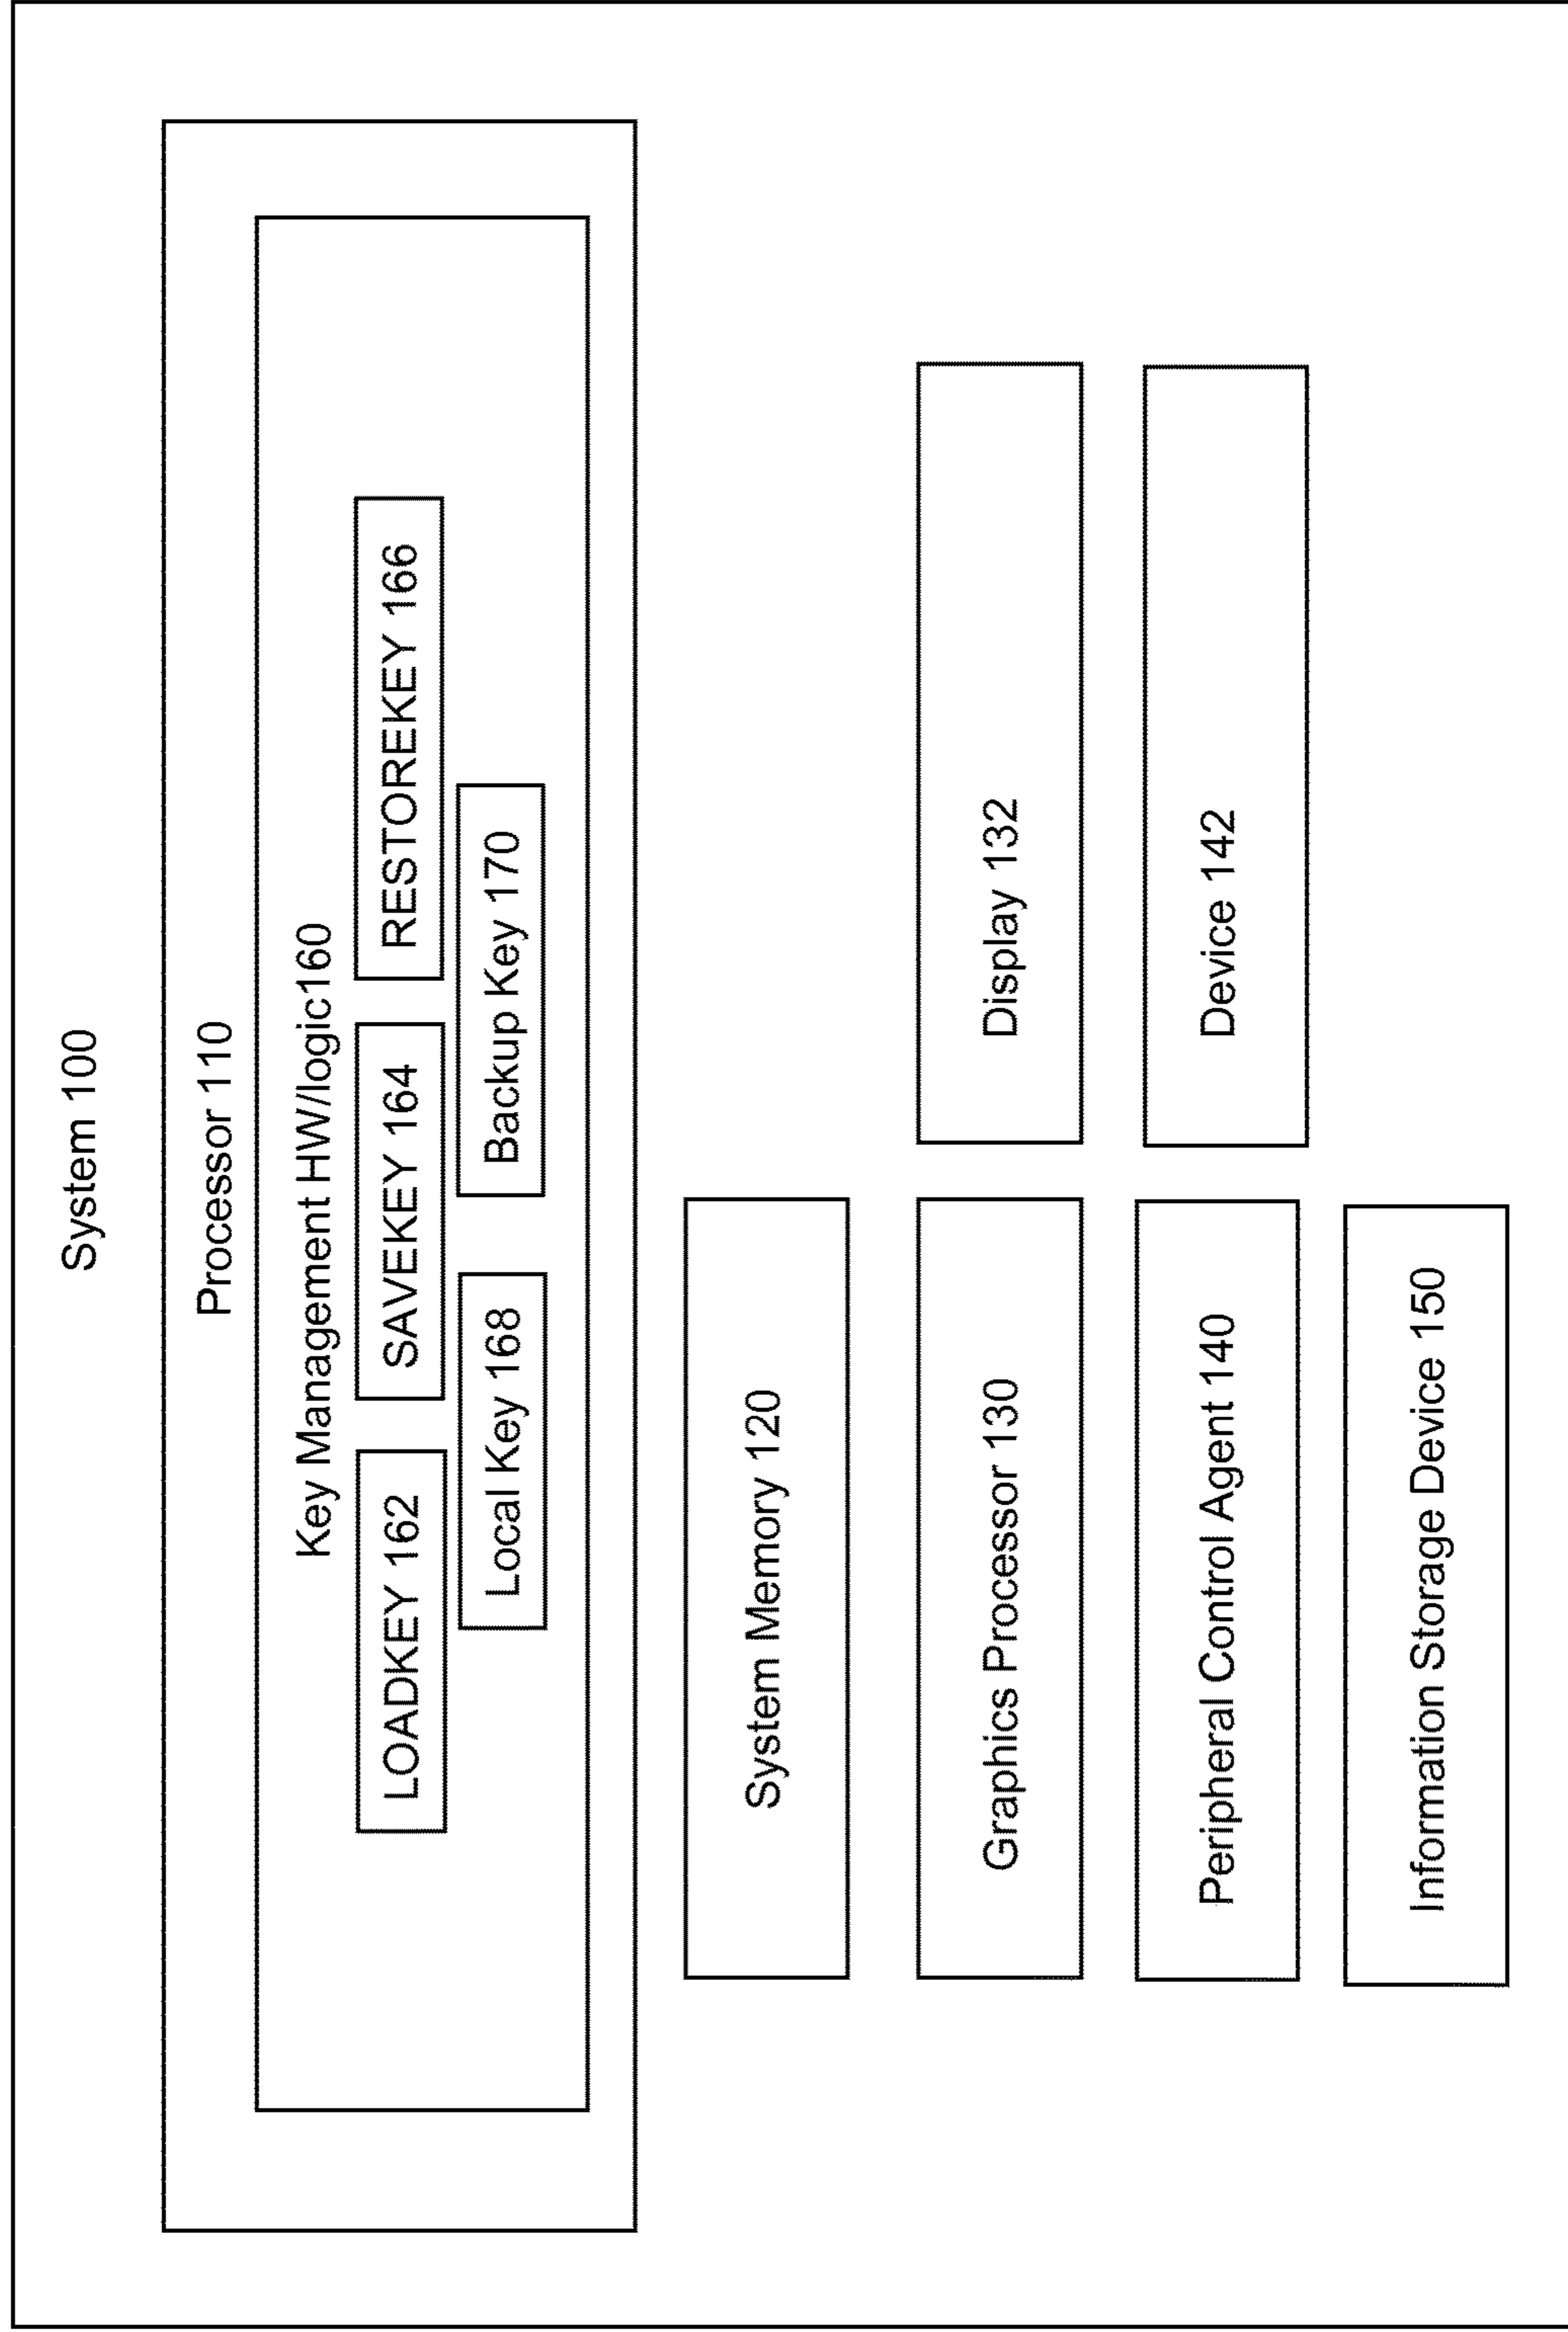 System 100
Processor 110
Key Management HW/logic160
LOADKEY 162
SAVEKEY 164
RESTOREKEY 166
Local Key 168
Backup Key 170
System Memory 120
Graphics Processor 130
Display 132
Peripheral Control Agent 140
Device 142
Information Storage Device 150